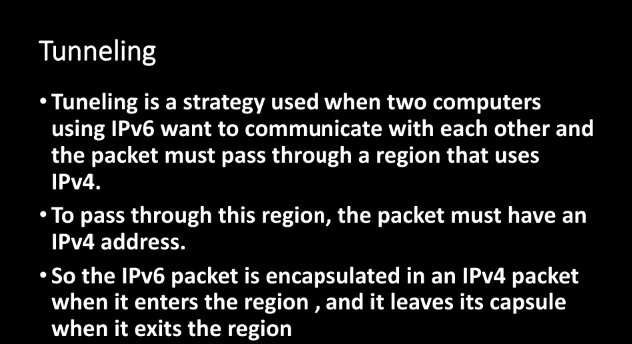 Tunneling
• Tuneling is a strategy used when two computers
using IPv6 want to communicate with each other and
the packet must pass through a region that uses
IPv4.
• To pass through this region, the packet must have an
IPv4 address.
• So the IPv6 packet is encapsulated in an IPv4 packet
when it enters the region , and it leaves its capsule
when it exits the region